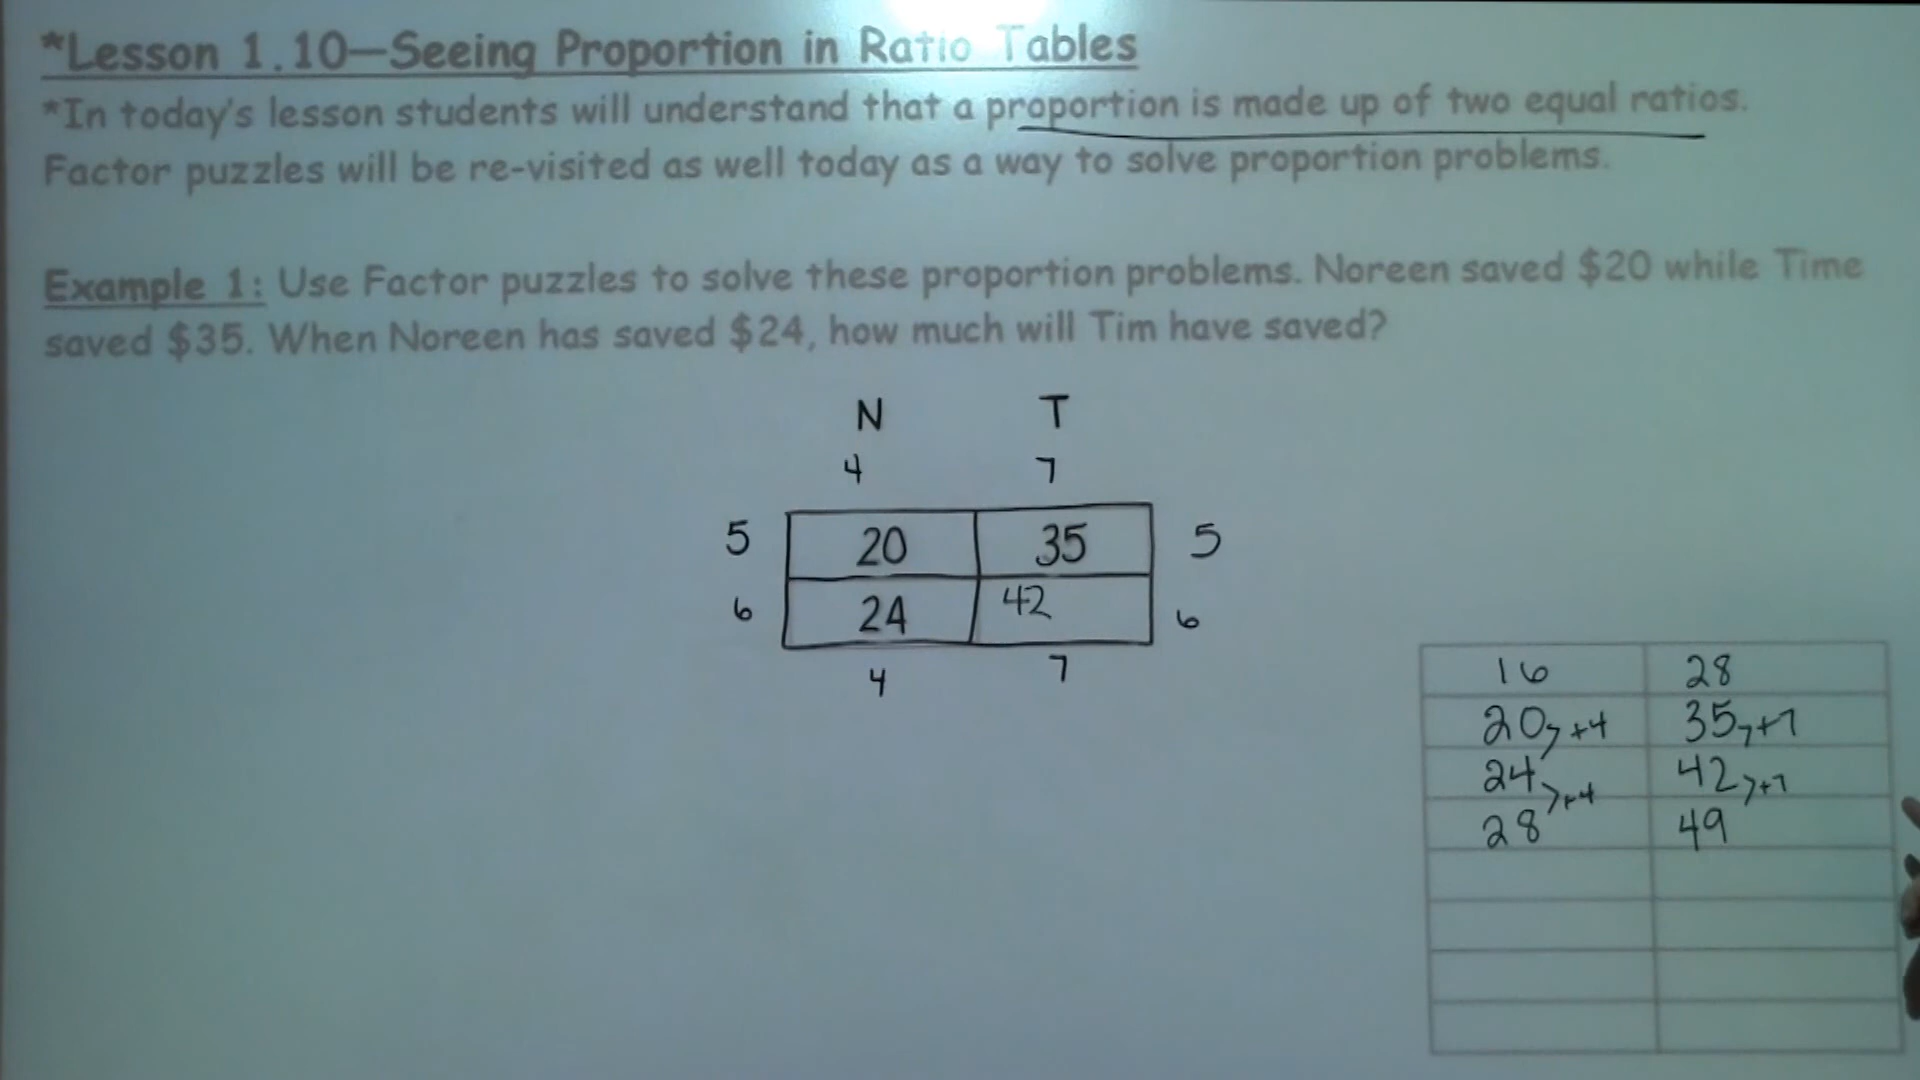 *Lesson 1.10—Seeing Proportion in Ratio Tables
*In today's lesson students will understand that a proportion is made up of two equal ratios.
Factor puzzles will be re-visited as well today as a way to solve proportion problems.
Example 1: Use Factor puzzles to solve these proportion problems. Noreen saved $20 while Time
saved $35. When Noreen has saved $24, how much will Tim have saved?
N T
4 7
5 20 35 5
6 24 42 6
4 7
16 28
20 +4 35 +7
24 +4 42 +7
28 49